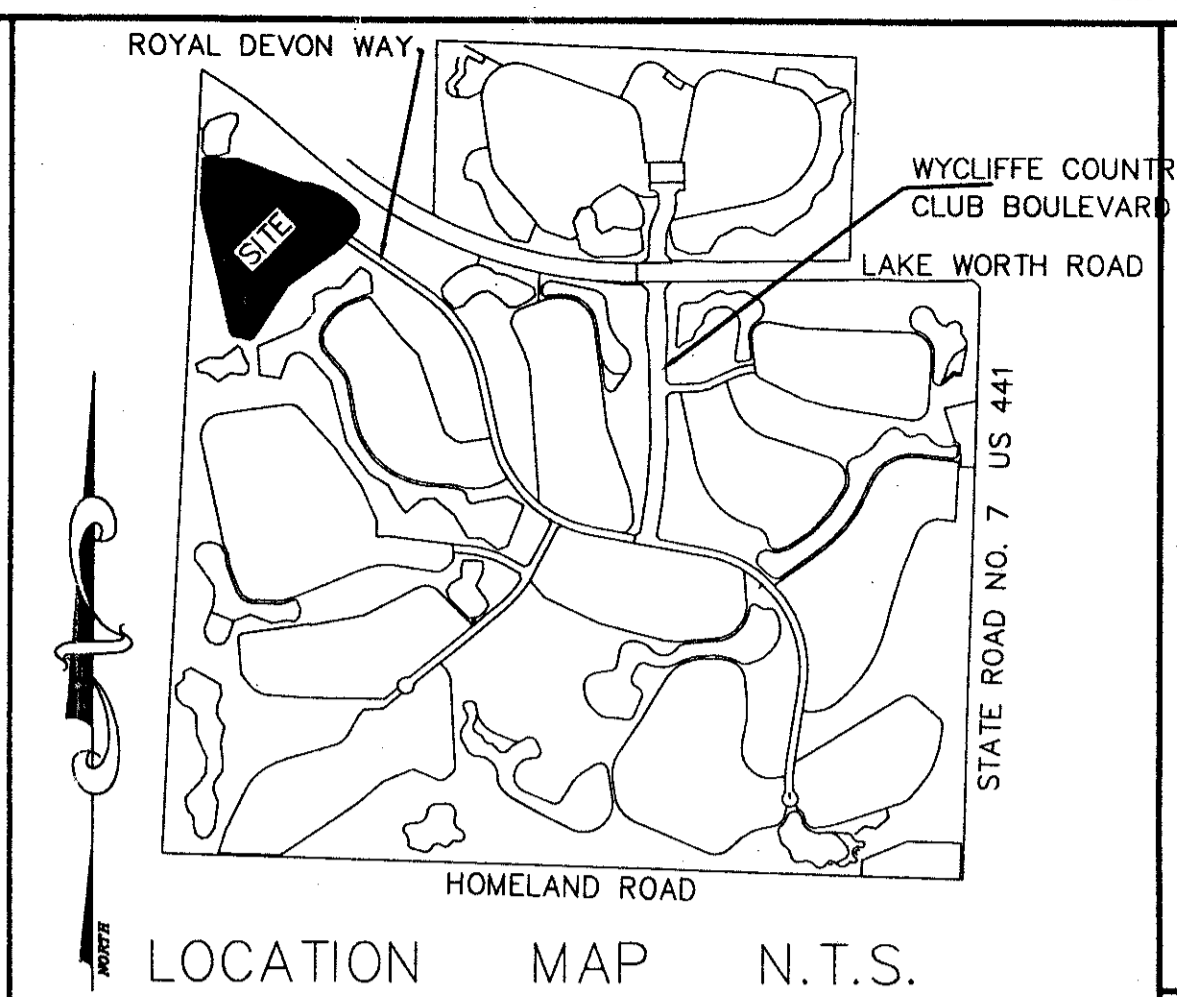 ROYAL DEVON WAY
WYCLIFFE COUNTR
CLUB BOULEVARD
LAKE WORTH ROAD
SITE
STATE ROAD NO. 7 US 441
HOMELAND ROAD
NORTH
LOCATION MAP N.T.S.